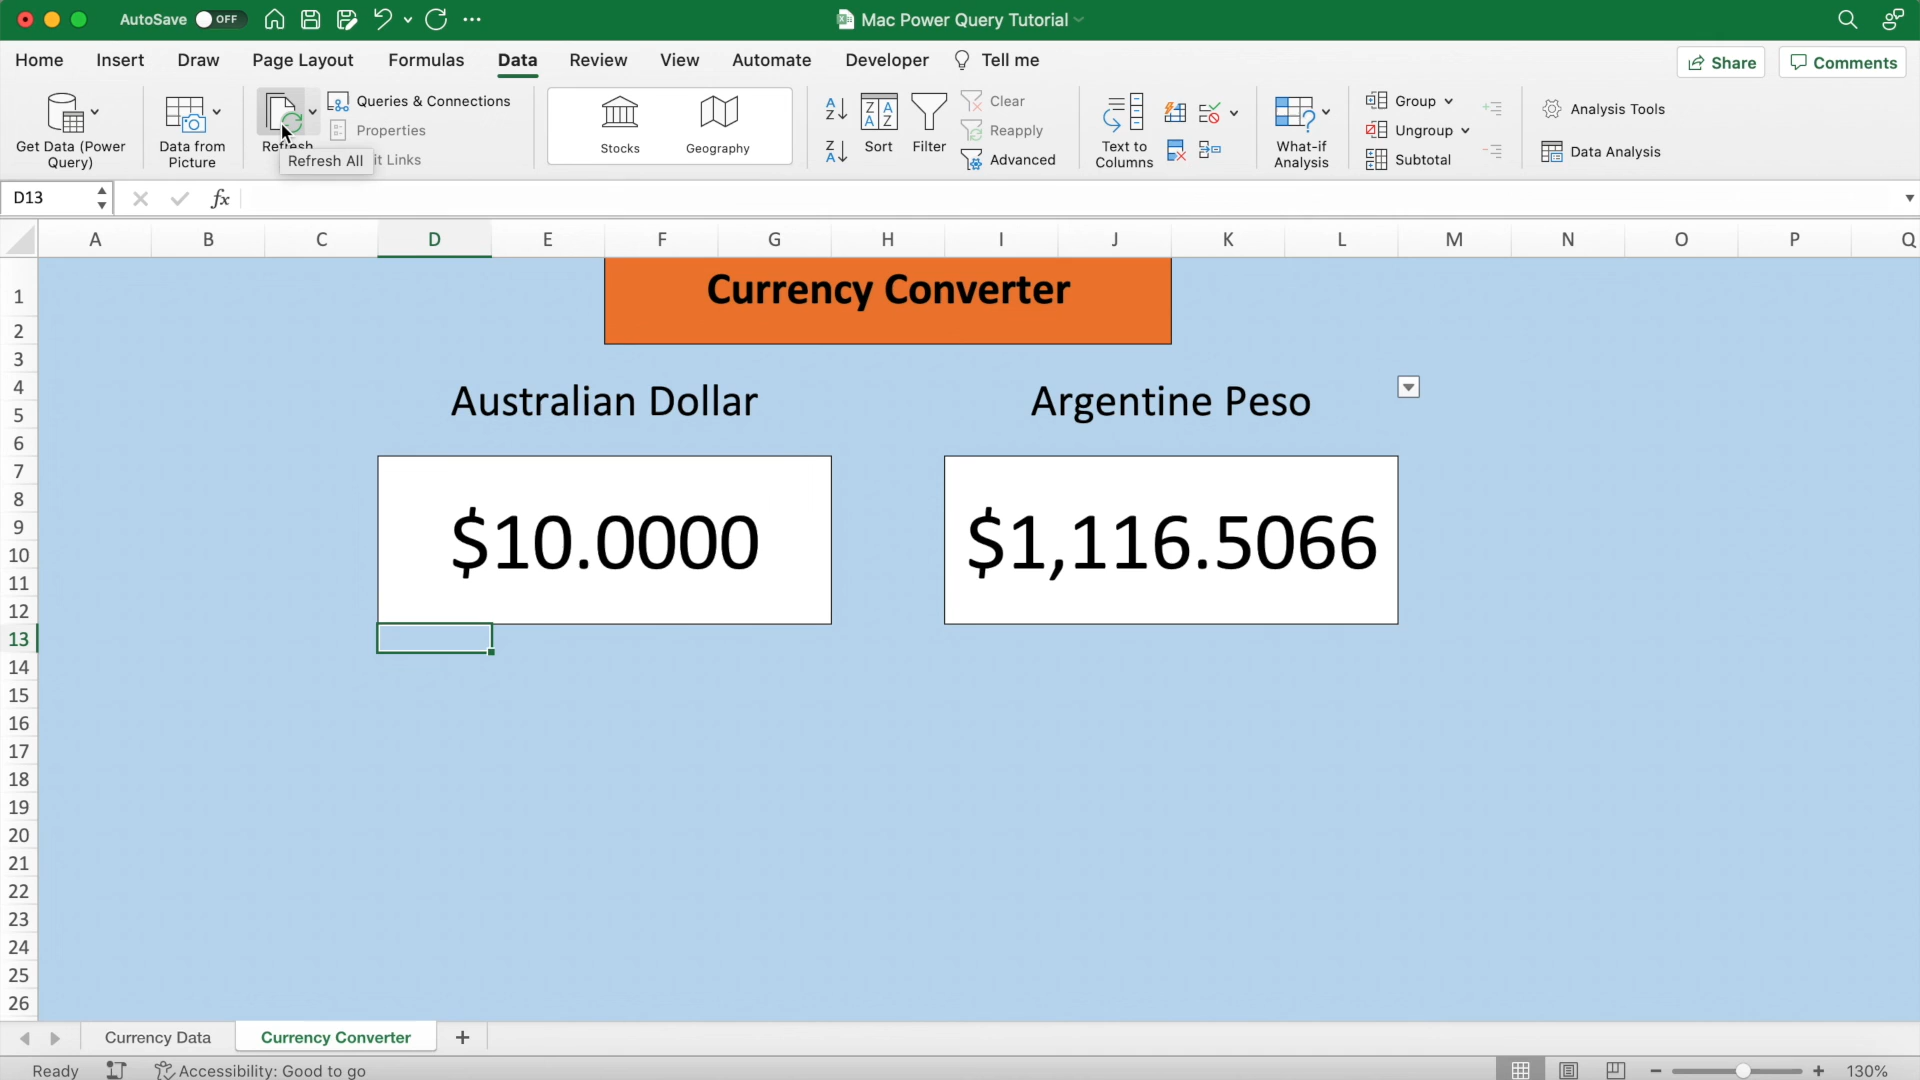 AutoSave OFF
Mac Power Query Tutorial
Home Insert Draw Page Layout Formulas Data Review View Automate Developer Tell me
Share Comments
Get Data (Power Query)
Data from Picture
Refresh
Refresh All
Queries & Connections
Properties
it Links
Stocks
Geography
Sort
Filter
Clear
Reapply
Advanced
Text to Columns
What-if Analysis
Group
Ungroup
Subtotal
Analysis Tools
Data Analysis
D13
fx
A B C D E F G H I J K L M N O P Q
1
2
3
4
5
6
7
8
9
10
11
12
13
14
15
16
17
18
19
20
21
22
23
24
25
26
Currency Converter
Australian Dollar
Argentine Peso
$10.0000
$1,116.5066
Currency Data
Currency Converter
Ready
Accessibility: Good to go
130%